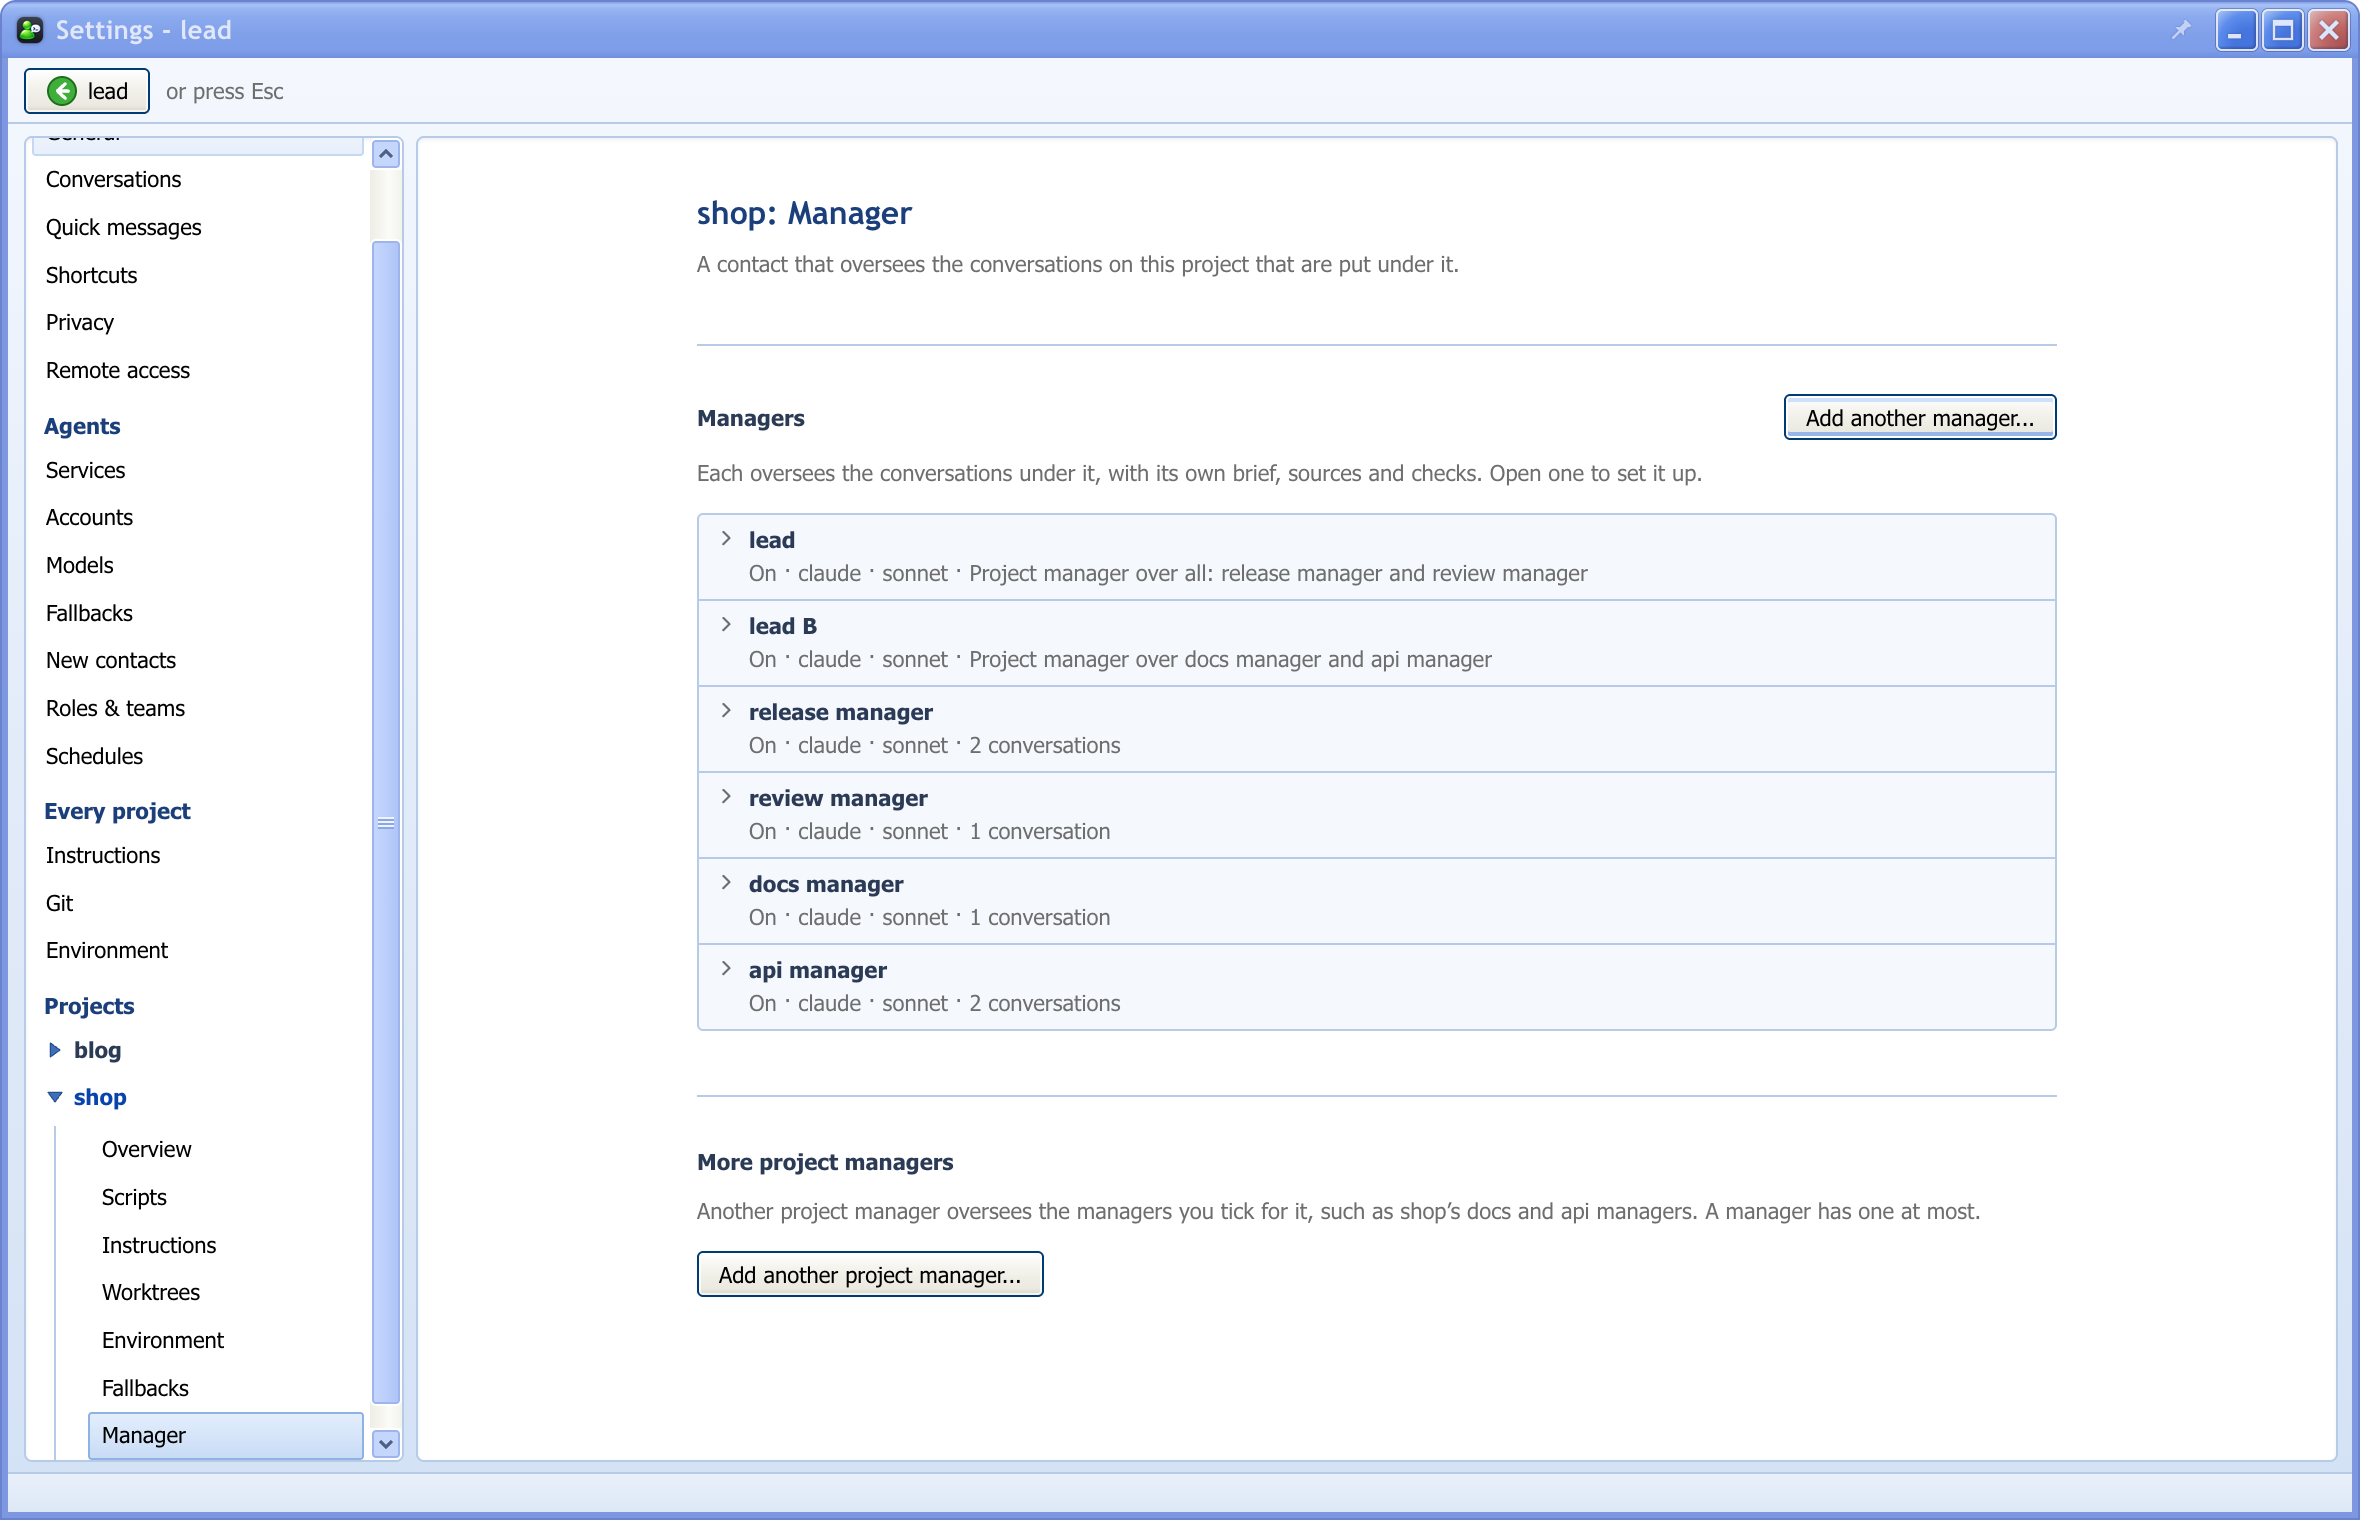 Settings - lead
lead
or press Esc
General
Conversations
Quick messages
Shortcuts
Privacy
Remote access
Agents
Services
Accounts
Models
Fallbacks
New contacts
Roles & teams
Schedules
Every project
Instructions
Git
Environment
Projects
blog
shop
Overview
Scripts
Instructions
Worktrees
Environment
Fallbacks
Manager
shop: Manager
A contact that oversees the conversations on this project that are put under it.
Managers
Add another manager...
Each oversees the conversations under it, with its own brief, sources and checks. Open one to set it up.
lead
On · claude · sonnet · Project manager over all: release manager and review manager
lead B
On · claude · sonnet · Project manager over docs manager and api manager
release manager
On · claude · sonnet · 2 conversations
review manager
On · claude · sonnet · 1 conversation
docs manager
On · claude · sonnet · 1 conversation
api manager
On · claude · sonnet · 2 conversations
More project managers
Another project manager oversees the managers you tick for it, such as shop’s docs and api managers. A manager has one at most.
Add another project manager...